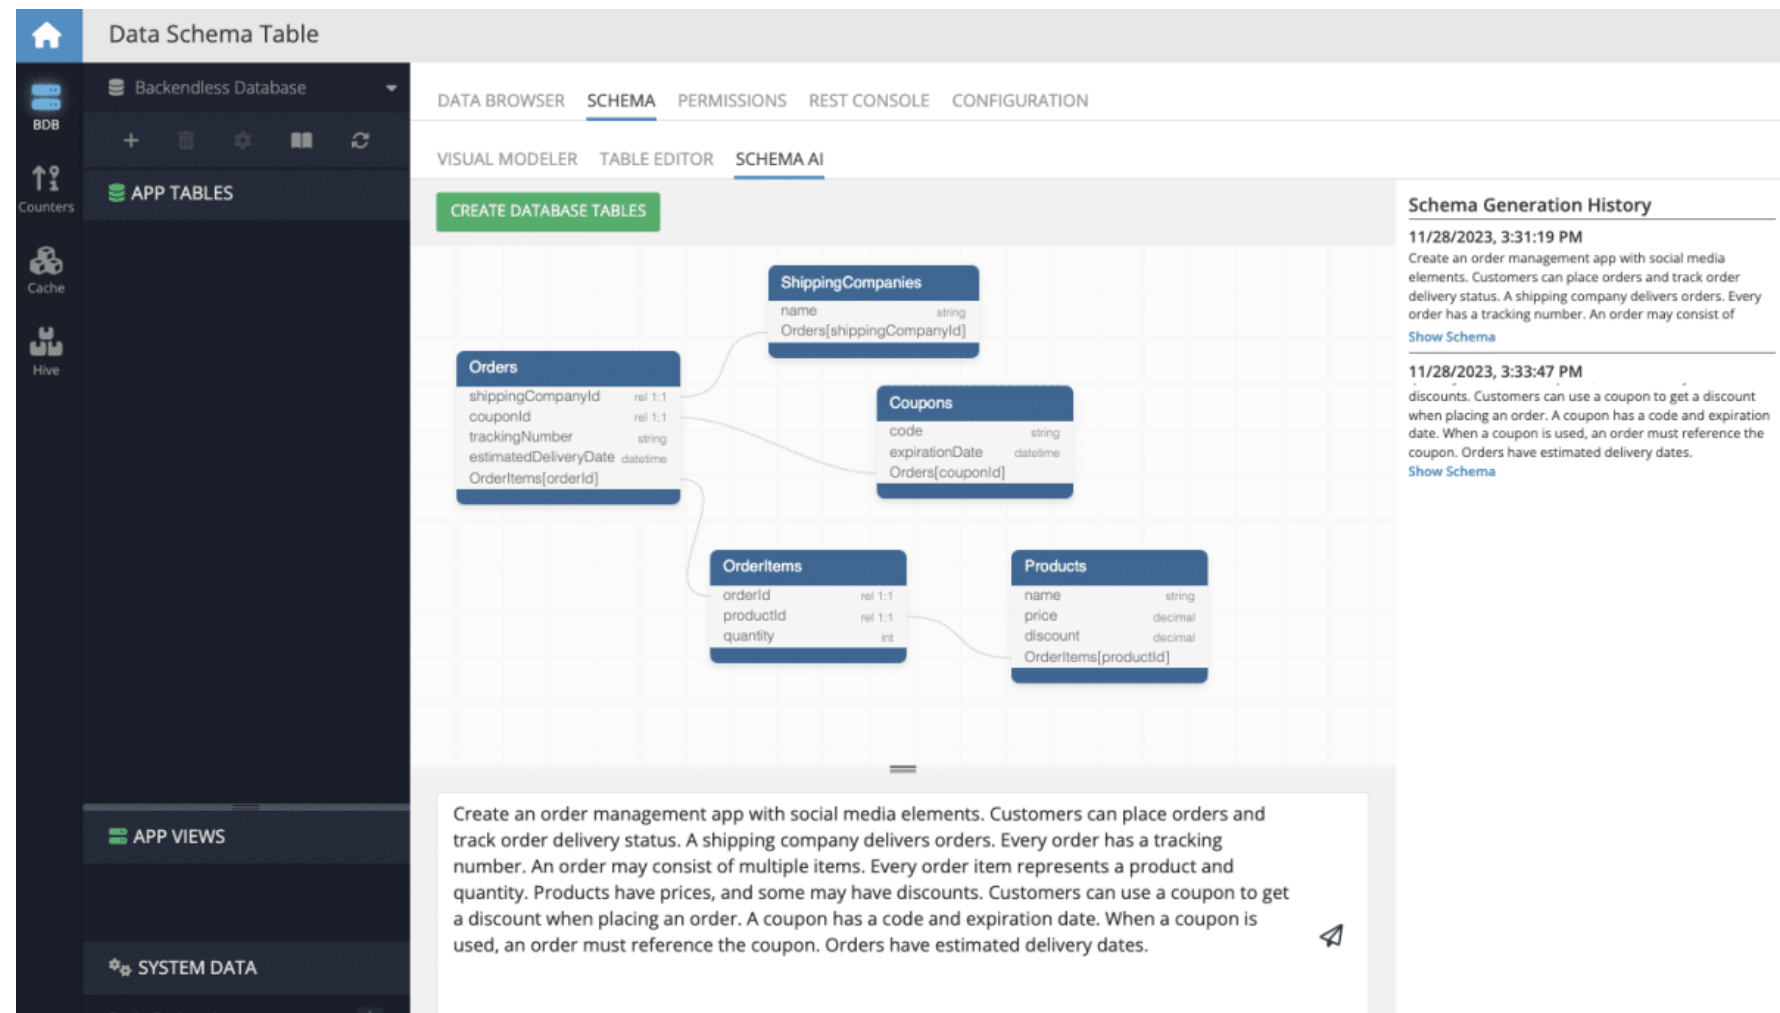 Data Schema Table
BDB
Counters
Cache
Hive
Backendless Database
APP TABLES
APP VIEWS
SYSTEM DATA
DATA BROWSER SCHEMA PERMISSIONS REST CONSOLE CONFIGURATION
VISUAL MODELER TABLE EDITOR SCHEMA AI
CREATE DATABASE TABLES
ShippingCompanies
name string
Orders[shippingCompanyId]
Orders
shippingCompanyId rel 1:1
couponId rel 1:1
trackingNumber string
estimatedDeliveryDate datetime
OrderItems[orderId]
Coupons
code string
expirationDate datetime
Orders[couponId]
OrderItems
orderId rel 1:1
productId rel 1:1
quantity int
Products
name string
price decimal
discount decimal
OrderItems[productId]
Create an order management app with social media elements. Customers can place orders and
track order delivery status. A shipping company delivers orders. Every order has a tracking
number. An order may consist of multiple items. Every order item represents a product and
quantity. Products have prices, and some may have discounts. Customers can use a coupon to get
a discount when placing an order. A coupon has a code and expiration date. When a coupon is
used, an order must reference the coupon. Orders have estimated delivery dates.
Schema Generation History
11/28/2023, 3:31:19 PM
Create an order management app with social media
elements. Customers can place orders and track order
delivery status. A shipping company delivers orders. Every
order has a tracking number. An order may consist of
Show Schema
11/28/2023, 3:33:47 PM
discounts. Customers can use a coupon to get a discount
when placing an order. A coupon has a code and expiration
date. When a coupon is used, an order must reference the
coupon. Orders have estimated delivery dates.
Show Schema